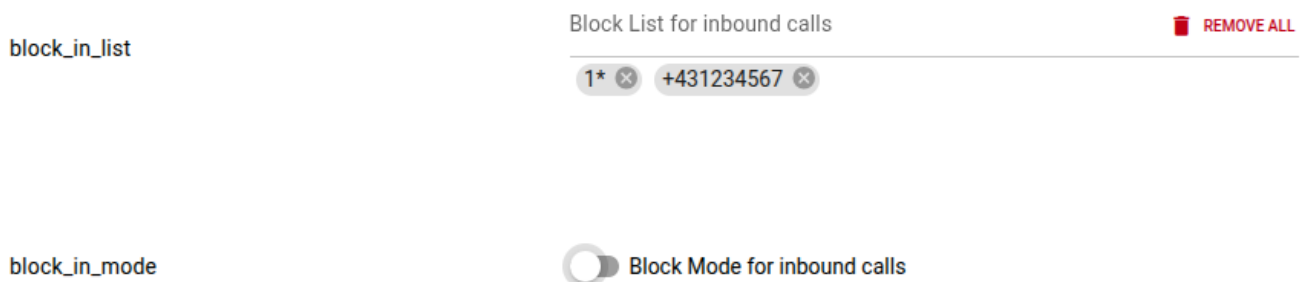 block_in_list
Block List for inbound calls
REMOVE ALL
1*
+431234567
block_in_mode
Block Mode for inbound calls